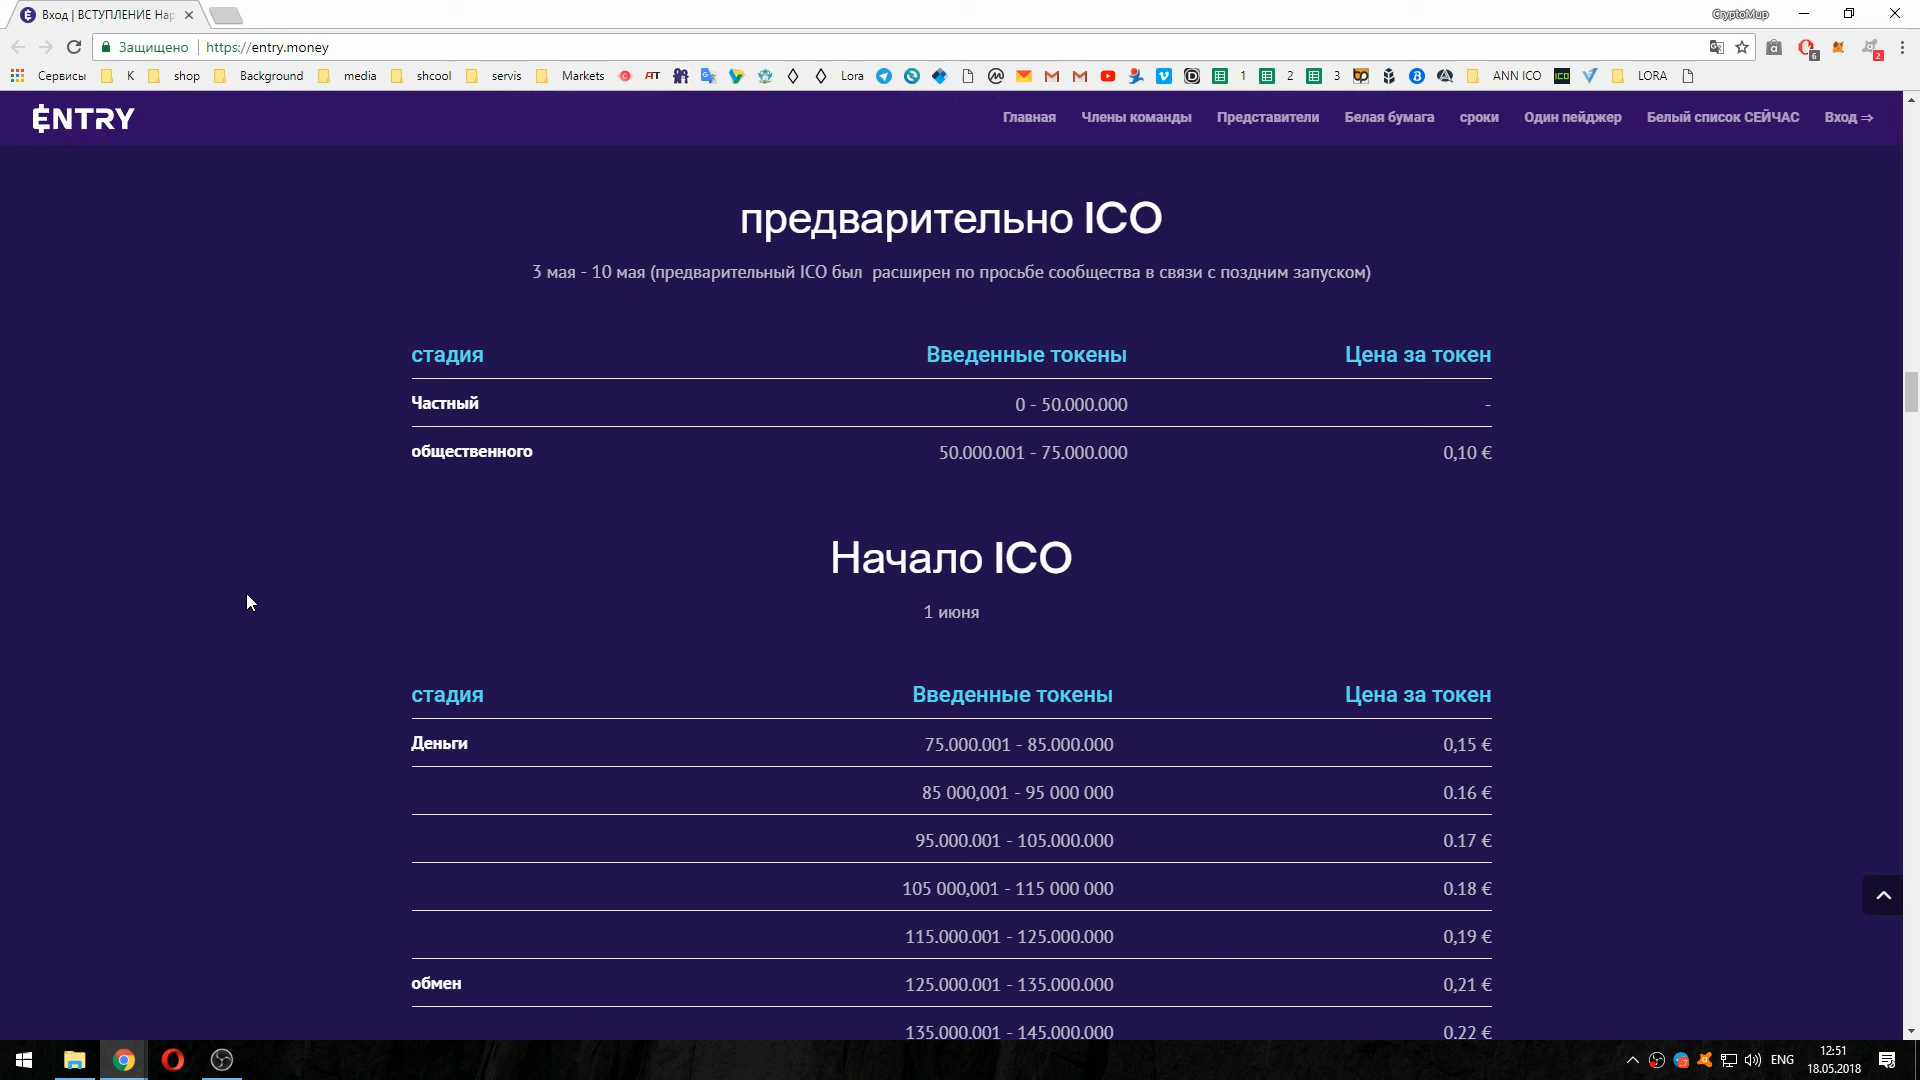 Вход | ВСТУПЛЕНИЕ Нар
CryptoMup
Защищено https://entry.money
Сервисы K shop Background media shcool servis Markets AT Lora 1 2 3 ANN ICO ICO LORA
ENTRY
Главная Члены команды Представители Белая бумага сроки Один пейджер Белый список СЕЙЧАС Вход ⇒
предварительно ICO
3 мая - 10 мая (предварительный ICO был расширен по просьбе сообщества в связи с поздним запуском)
стадия Введенные токены Цена за токен
Частный 0 - 50.000.000 -
общественного 50.000.001 - 75.000.000 0,10 €
Начало ICO
1 июня
стадия Введенные токены Цена за токен
Деньги 75.000.001 - 85.000.000 0,15 €
85 000,001 - 95 000 000 0.16 €
95.000.001 - 105.000.000 0.17 €
105 000,001 - 115 000 000 0.18 €
115.000.001 - 125.000.000 0,19 €
обмен 125.000.001 - 135.000.000 0,21 €
135.000.001 - 145.000.000 0.22 €
ENG
12:51
18.05.2018